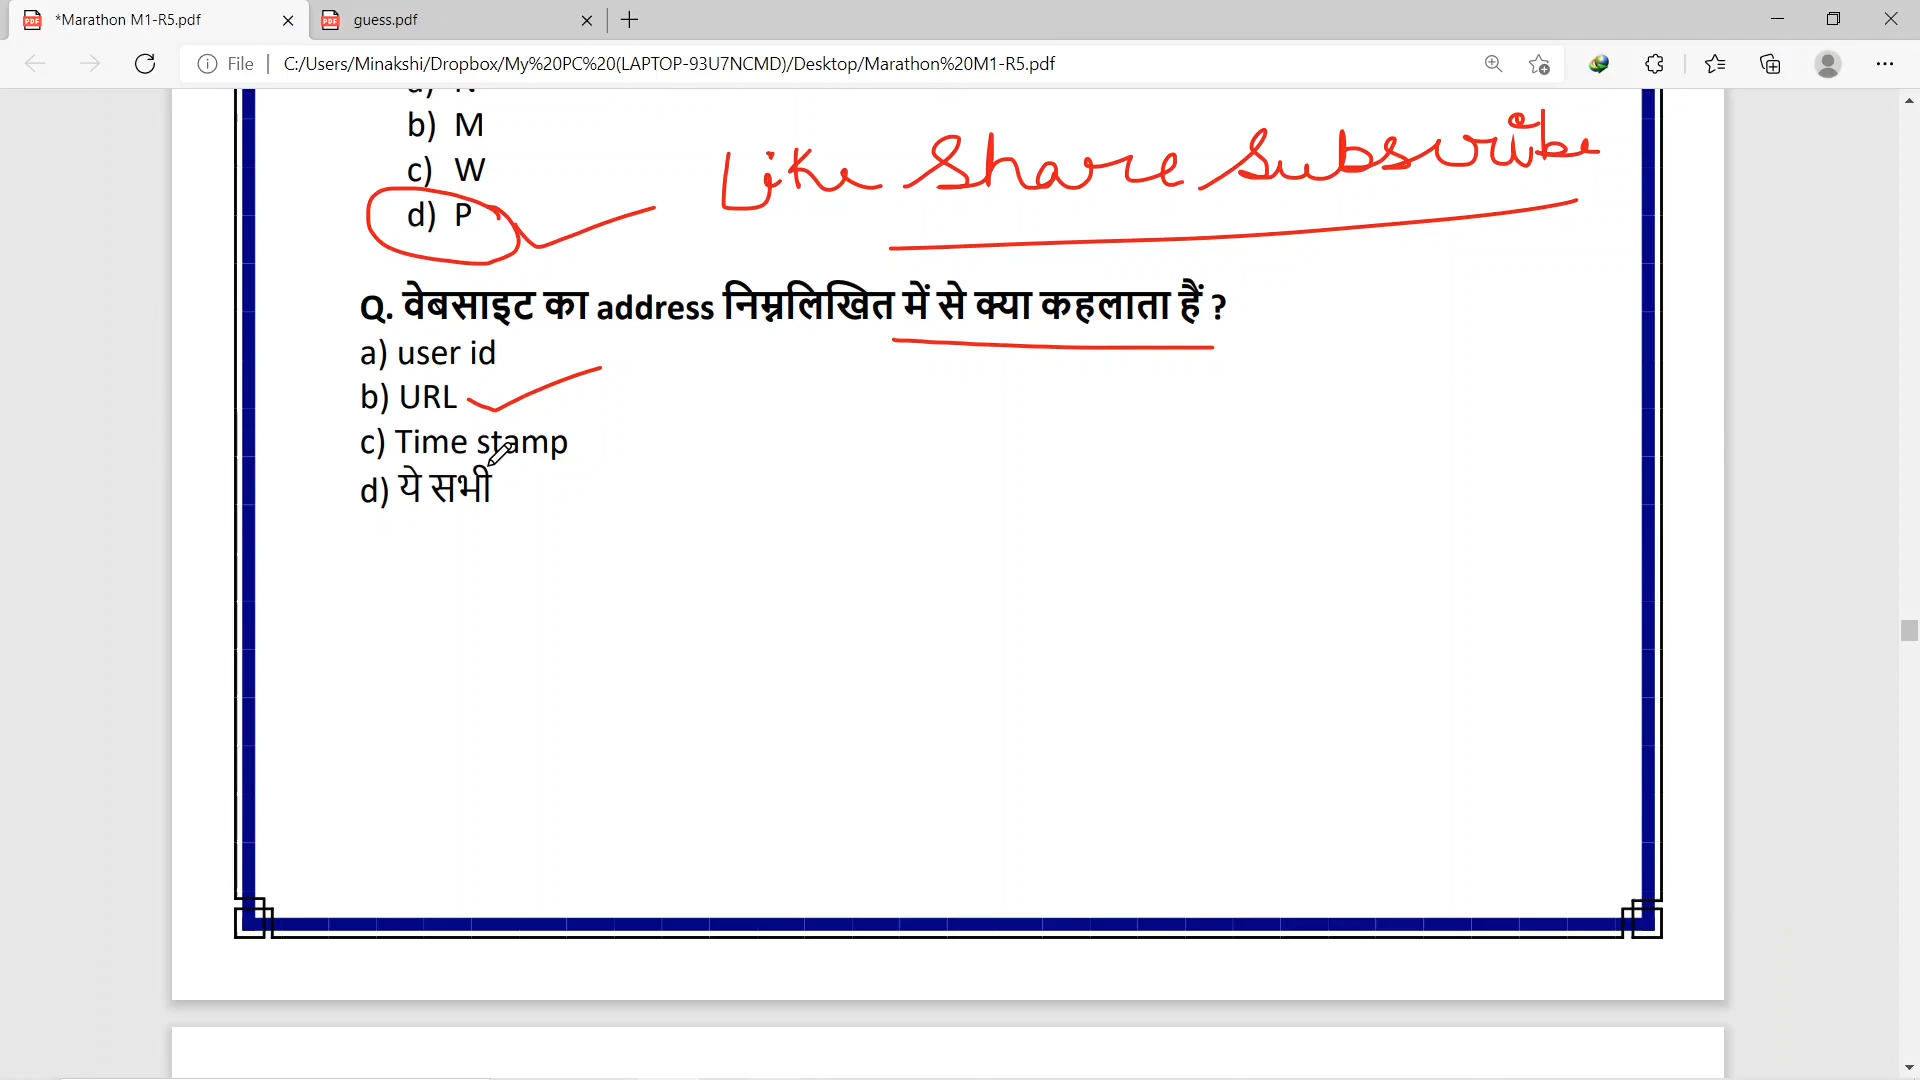 *Marathon M1-R5.pdf
guess.pdf
File
C:/Users/Minakshi/Dropbox/My%20PC%20(LAPTOP-93U7NCMD)/Desktop/Marathon%20M1-R5.pdf
b) M
c) W
d) P
Like Share Subscribe
Q. वेबसाइट का address निम्नलिखित में से क्या कहलाता हैं ?
a) user id
b) URL
c) Time stamp
d) ये सभी